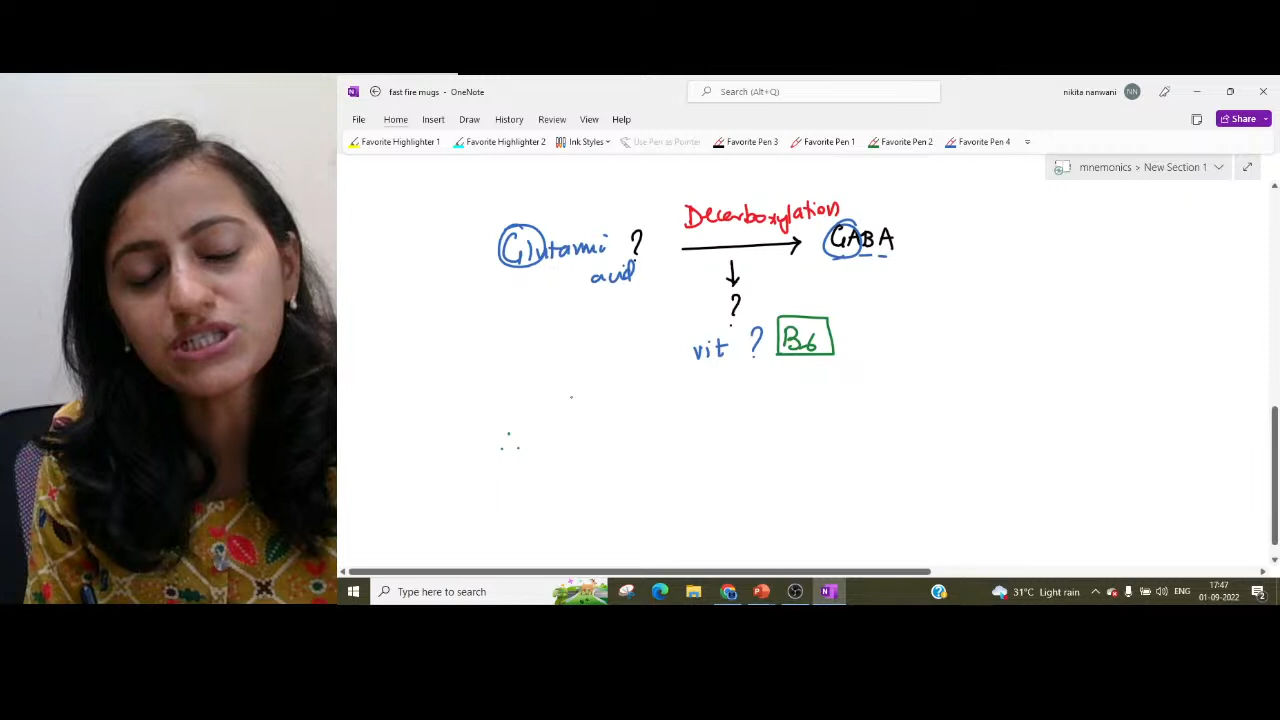 fast fire mugs - OneNote
Search (Alt+Q)
nikita nanwani NN
File Home Insert Draw History Review View Help Share
Favorite Highlighter 1 Favorite Highlighter 2 Ink Styles Use Pen as Pointer Favorite Pen 3 Favorite Pen 1 Favorite Pen 2 Favorite Pen 4
mnemonics > New Section 1
Decarboxylation
Glutamic ? GABA
acid
?
vit ? B6
∴
Type here to search
31°C Light rain ENG 17:47
01-09-2022 2